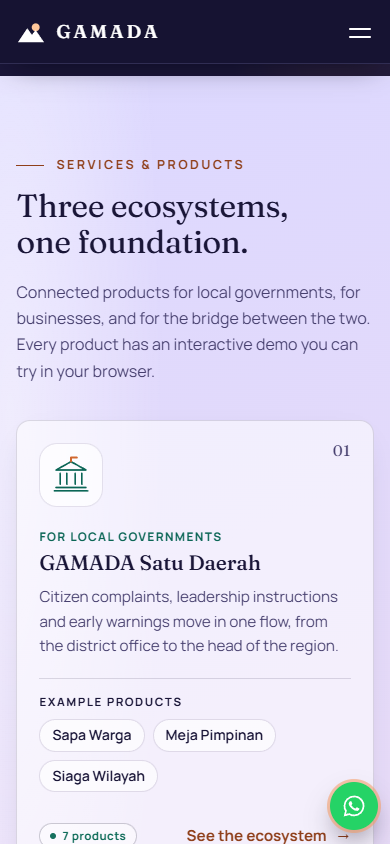 GAMADA
SERVICES & PRODUCTS
Three ecosystems,
one foundation.
Connected products for local governments, for
businesses, and for the bridge between the two.
Every product has an interactive demo you can
try in your browser.
01
FOR LOCAL GOVERNMENTS
GAMADA Satu Daerah
Citizen complaints, leadership instructions
and early warnings move in one flow, from
the district office to the head of the region.
EXAMPLE PRODUCTS
Sapa Warga Meja Pimpinan
Siaga Wilayah
7 products See the ecosystem →